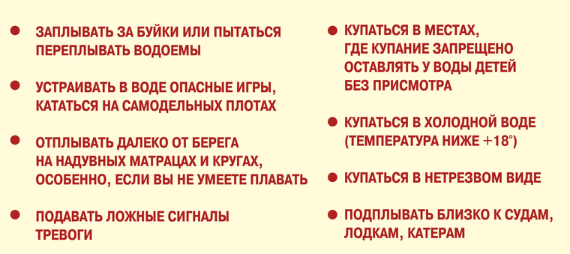 ● ЗАПЛЫВАТЬ ЗА БУЙКИ ИЛИ ПЫТАТЬСЯ
ПЕРЕПЛЫВАТЬ ВОДОЕМЫ
● УСТРАИВАТЬ В ВОДЕ ОПАСНЫЕ ИГРЫ,
КАТАТЬСЯ НА САМОДЕЛЬНЫХ ПЛОТАХ
● ОТПЛЫВАТЬ ДАЛЕКО ОТ БЕРЕГА
НА НАДУВНЫХ МАТРАЦАХ И КРУГАХ,
ОСОБЕННО, ЕСЛИ ВЫ НЕ УМЕЕТЕ ПЛАВАТЬ
● ПОДАВАТЬ ЛОЖНЫЕ СИГНАЛЫ
ТРЕВОГИ
● КУПАТЬСЯ В МЕСТАХ,
ГДЕ КУПАНИЕ ЗАПРЕЩЕНО
ОСТАВЛЯТЬ У ВОДЫ ДЕТЕЙ
БЕЗ ПРИСМОТРА
● КУПАТЬСЯ В ХОЛОДНОЙ ВОДЕ
(ТЕМПЕРАТУРА НИЖЕ +18°)
● КУПАТЬСЯ В НЕТРЕЗВОМ ВИДЕ
● ПОДПЛЫВАТЬ БЛИЗКО К СУДАМ,
ЛОДКАМ, КАТЕРАМ